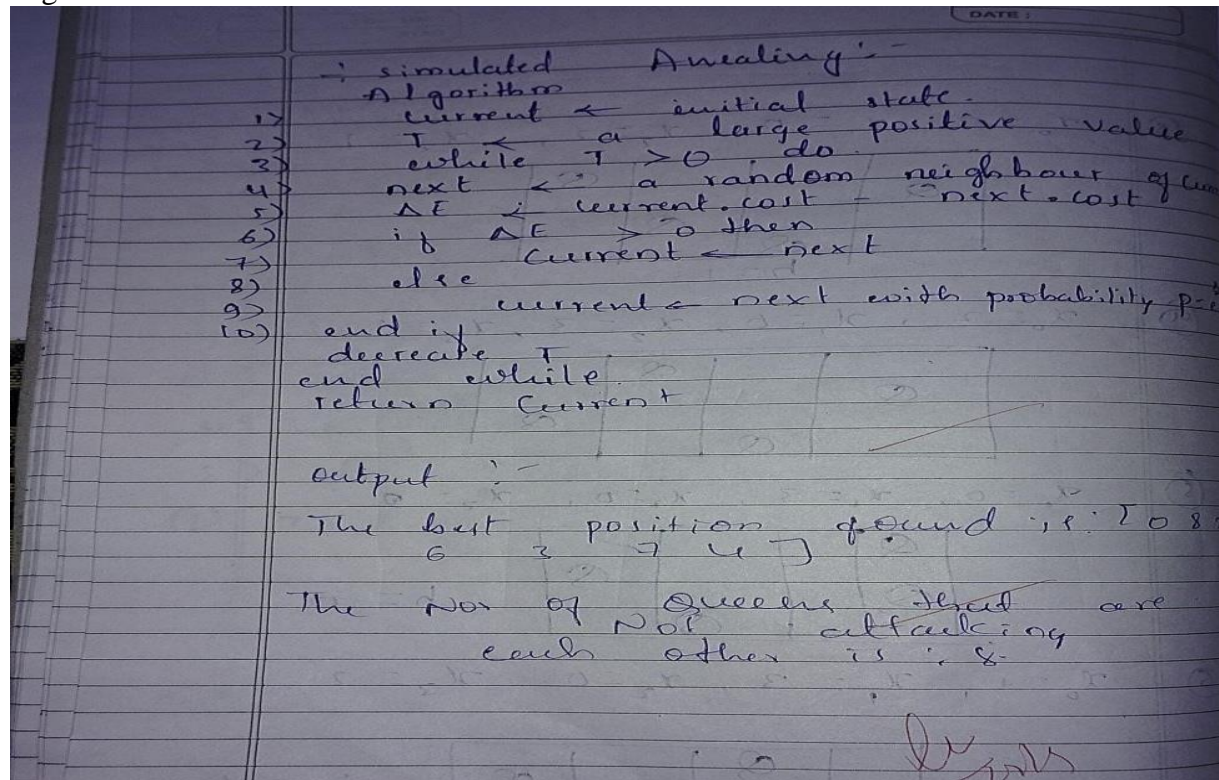 DATE :
-: simulated Anealing :-
Algorithm
1) current ← initial state.
2) T ← a large positive value
3) while T > 0 do
4) next ← a random neighbour of
5) ΔE ← current.cost - next.cost
6) if ΔE > 0 then
7) current ← next
8) else
9) current ← next with probability p=e
10) end if
decrease T
end while
return current
output :-
The best position found is: [ 0 8
6 3 7 4 ]
The No of Queens that are
Not attacking
each other is : 8.